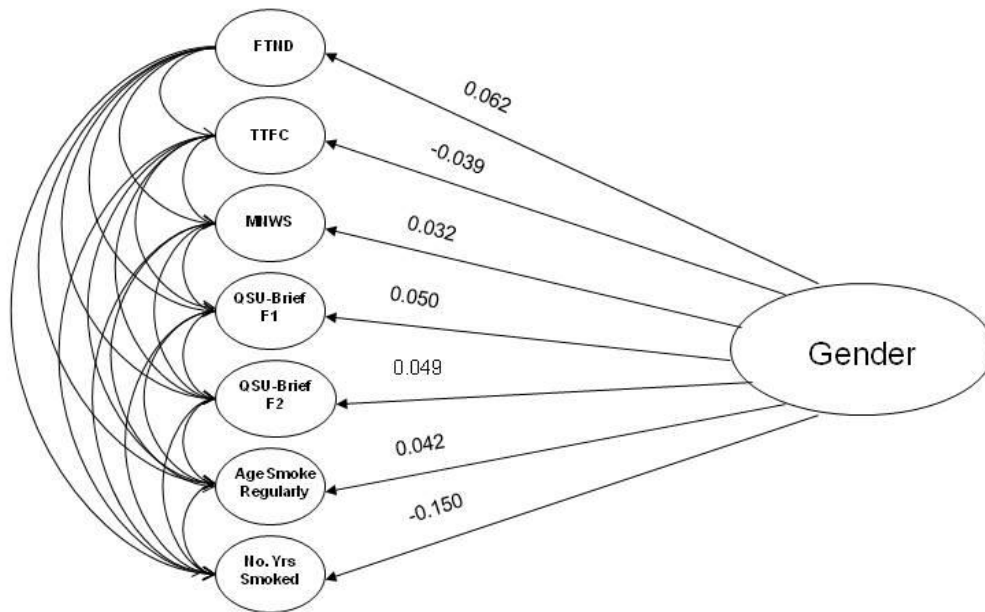 FTND
0.062
TTFC
-0.039
MNWS
0.032
QSU-Brief
F1
0.050
Gender
QSU-Brief
F2
0.049
Age Smoke
Regularly
0.042
No. Yrs
Smoked
-0.150